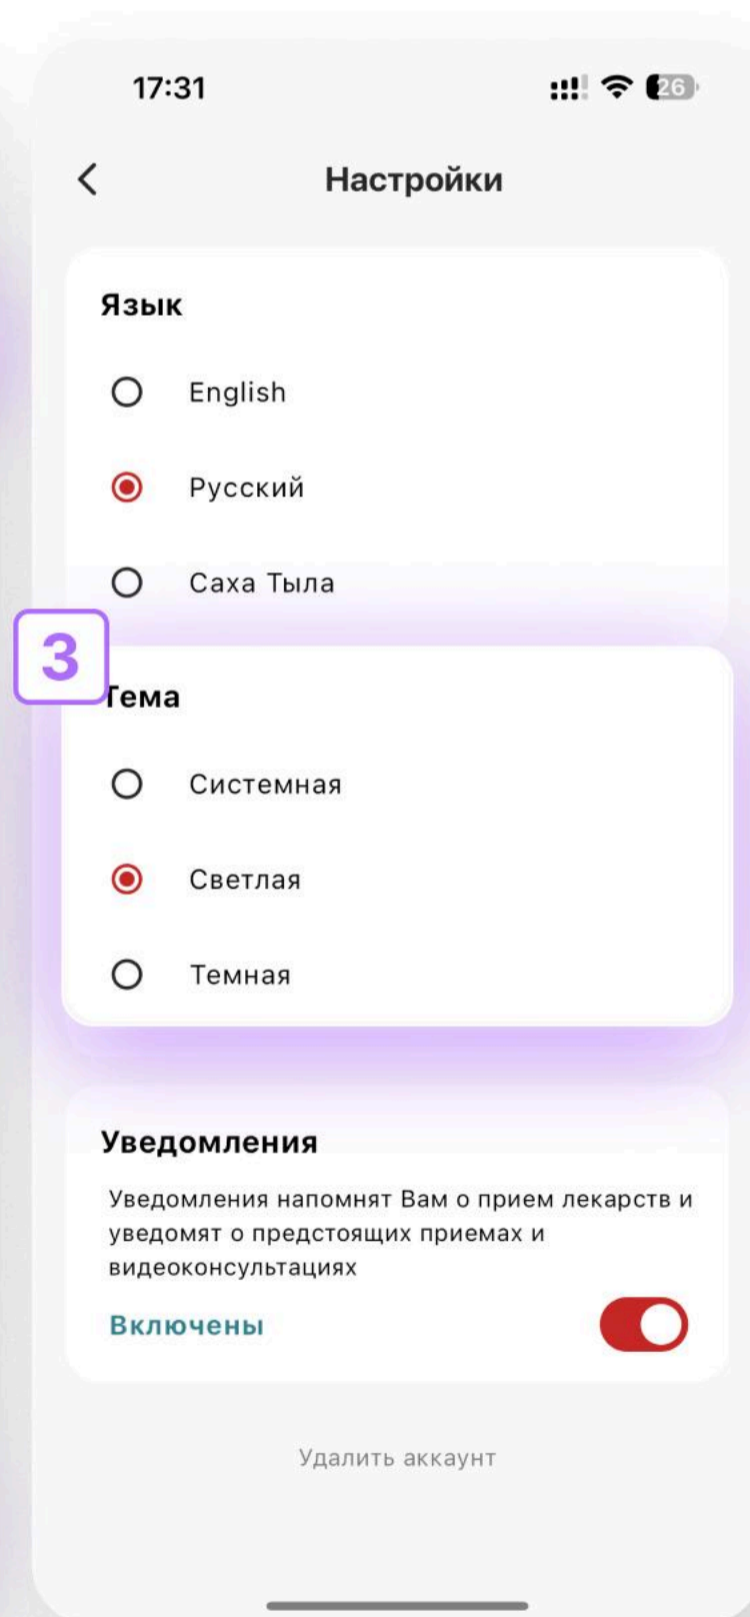 17:31
26
Настройки
Язык
English
Русский
Саха Тыла
3
Тема
Системная
Светлая
Темная
Уведомления
Уведомления напомнят Вам о прием лекарств и
уведомят о предстоящих приемах и
видеоконсультациях
Включены
Удалить аккаунт